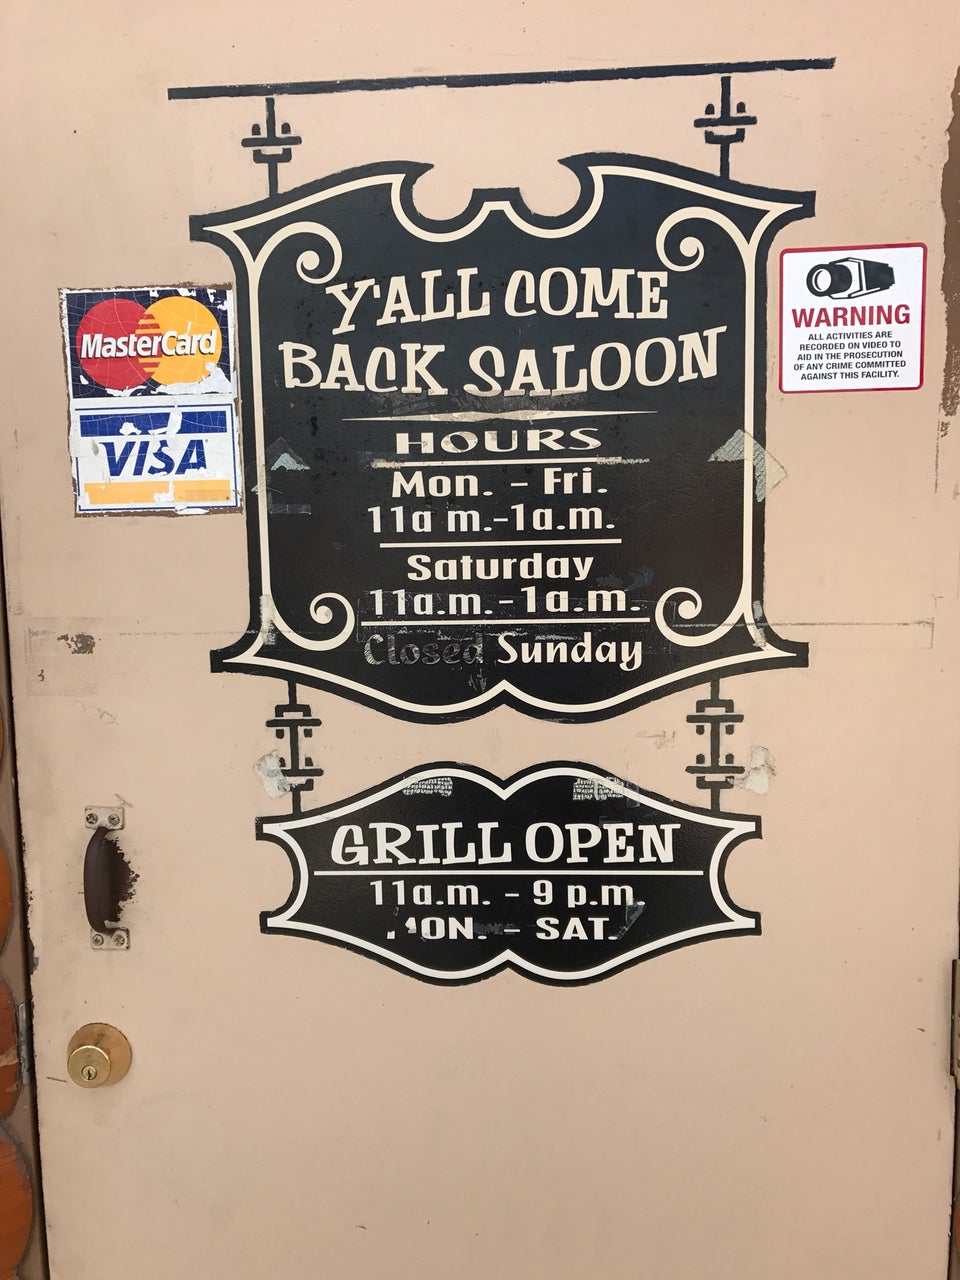 Y'ALL COME
BACK SALOON
HOURS
Mon. - Fri.
11a m.-1a.m.
Saturday
11a.m.-1a.m.
Closed Sunday
GRILL OPEN
11a.m. - 9 p.m.
MON. - SAT.
MasterCard
VISA
WARNING
ALL ACTIVITIES ARE
RECORDED ON VIDEO TO
AID IN THE PROSECUTION
OF ANY CRIME COMMITTED
AGAINST THIS FACILITY.